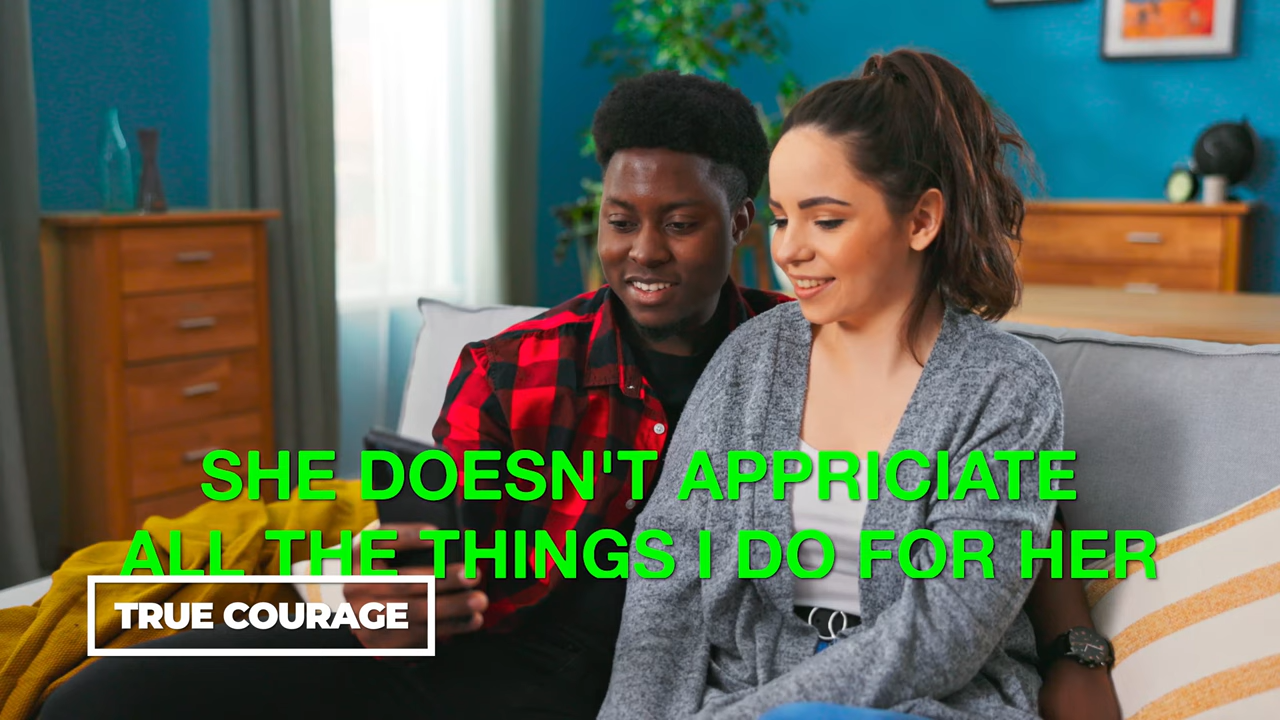 SHE DOESN'T APPRICIATE
ALL THE THINGS I DO FOR HER
TRUE COURAGE